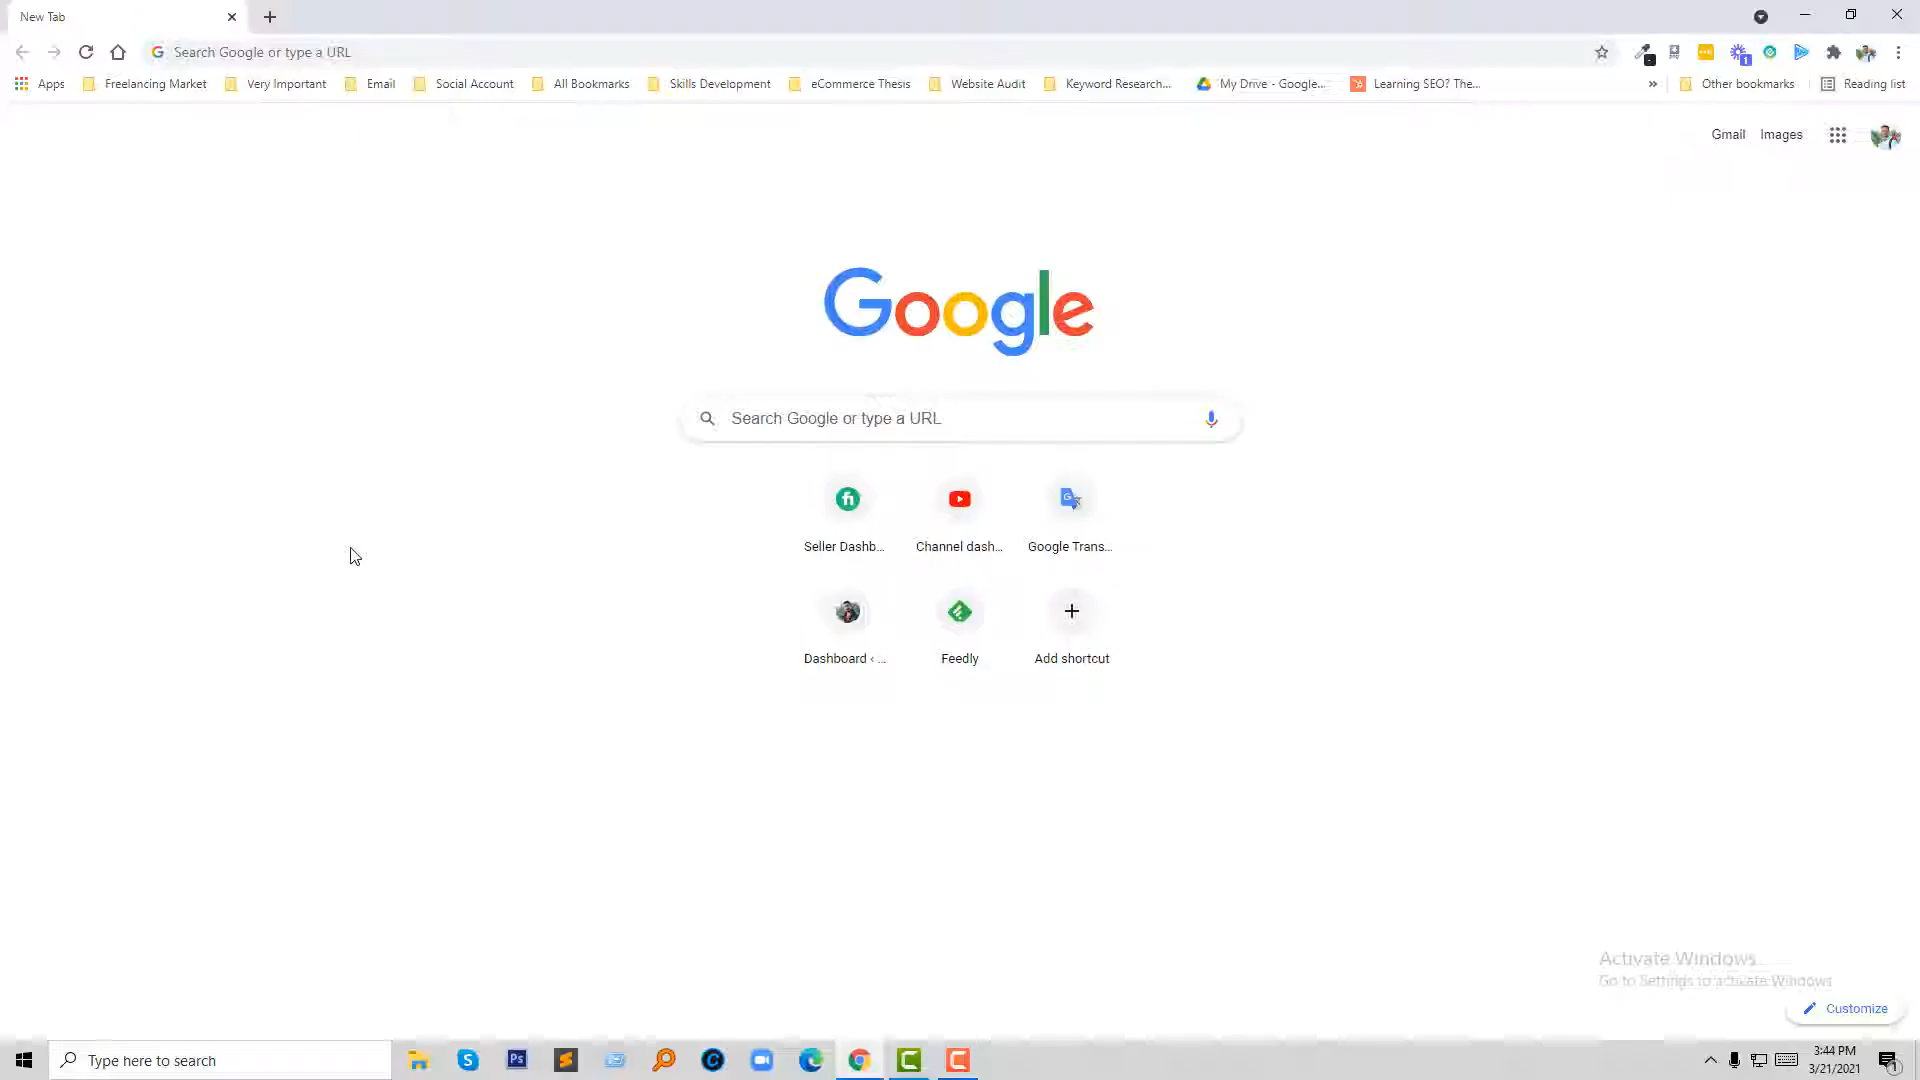 New Tab
Search Google or type a URL
Apps Freelancing Market Very Important Email Social Account All Bookmarks Skills Development eCommerce Thesis Website Audit Keyword Research... My Drive - Google... Learning SEO? The... » Other bookmarks Reading list
Gmail Images
Google
Search Google or type a URL
Seller Dashb... Channel dash... Google Trans...
Dashboard ‹ ... Feedly Add shortcut
Activate Windows
Go to Settings to activate Windows
Customize
Type here to search
3:44 PM
3/21/2021